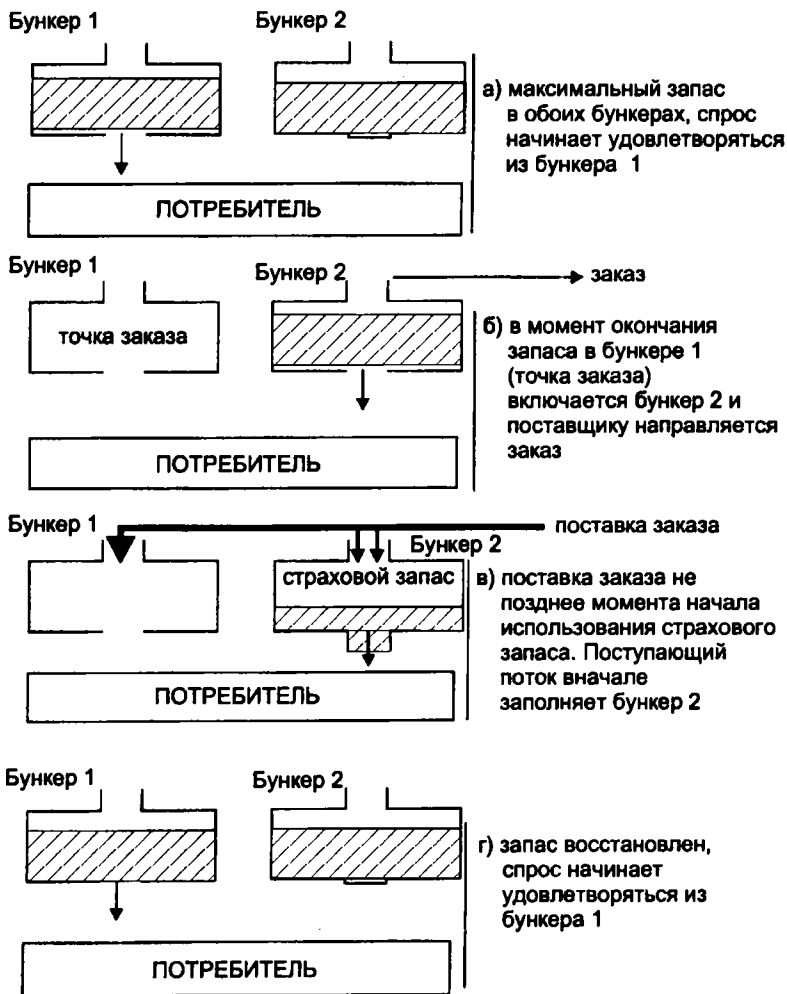 Бункер 1
Бункер 2
а) максимальный запас
в обоих бункерах, спрос
начинает удовлетворяться
из бункера 1
ПОТРЕБИТЕЛЬ
Бункер 1
Бункер 2
заказ
точка заказа
б) в момент окончания
запаса в бункере 1
(точка заказа)
включается бункер 2 и
поставщику направляется
заказ
ПОТРЕБИТЕЛЬ
Бункер 1
поставка заказа
Бункер 2
страховой запас
в) поставка заказа не
позднее момента начала
использования страхового
запаса. Поступающий
поток вначале
заполняет бункер 2
ПОТРЕБИТЕЛЬ
Бункер 1
Бункер 2
г) запас восстановлен,
спрос начинает
удовлетворяться из
бункера 1
ПОТРЕБИТЕЛЬ